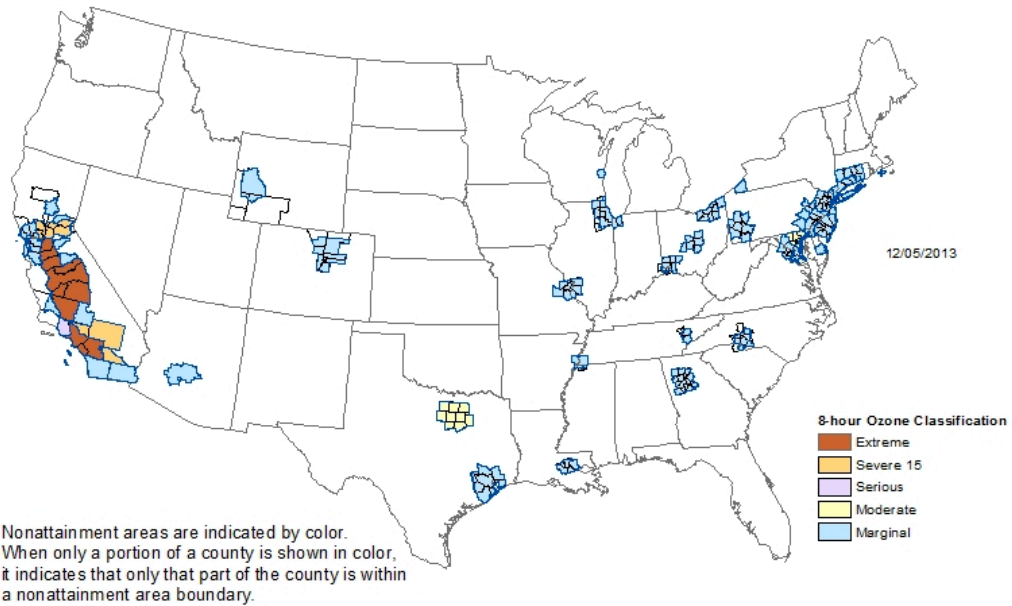 12/05/2013
8-hour Ozone Classification
Extreme
Severe 15
Serious
Moderate
Marginal
Nonattainment areas are indicated by color.
When only a portion of a county is shown in color,
it indicates that only that part of the county is within
a nonattainment area boundary.